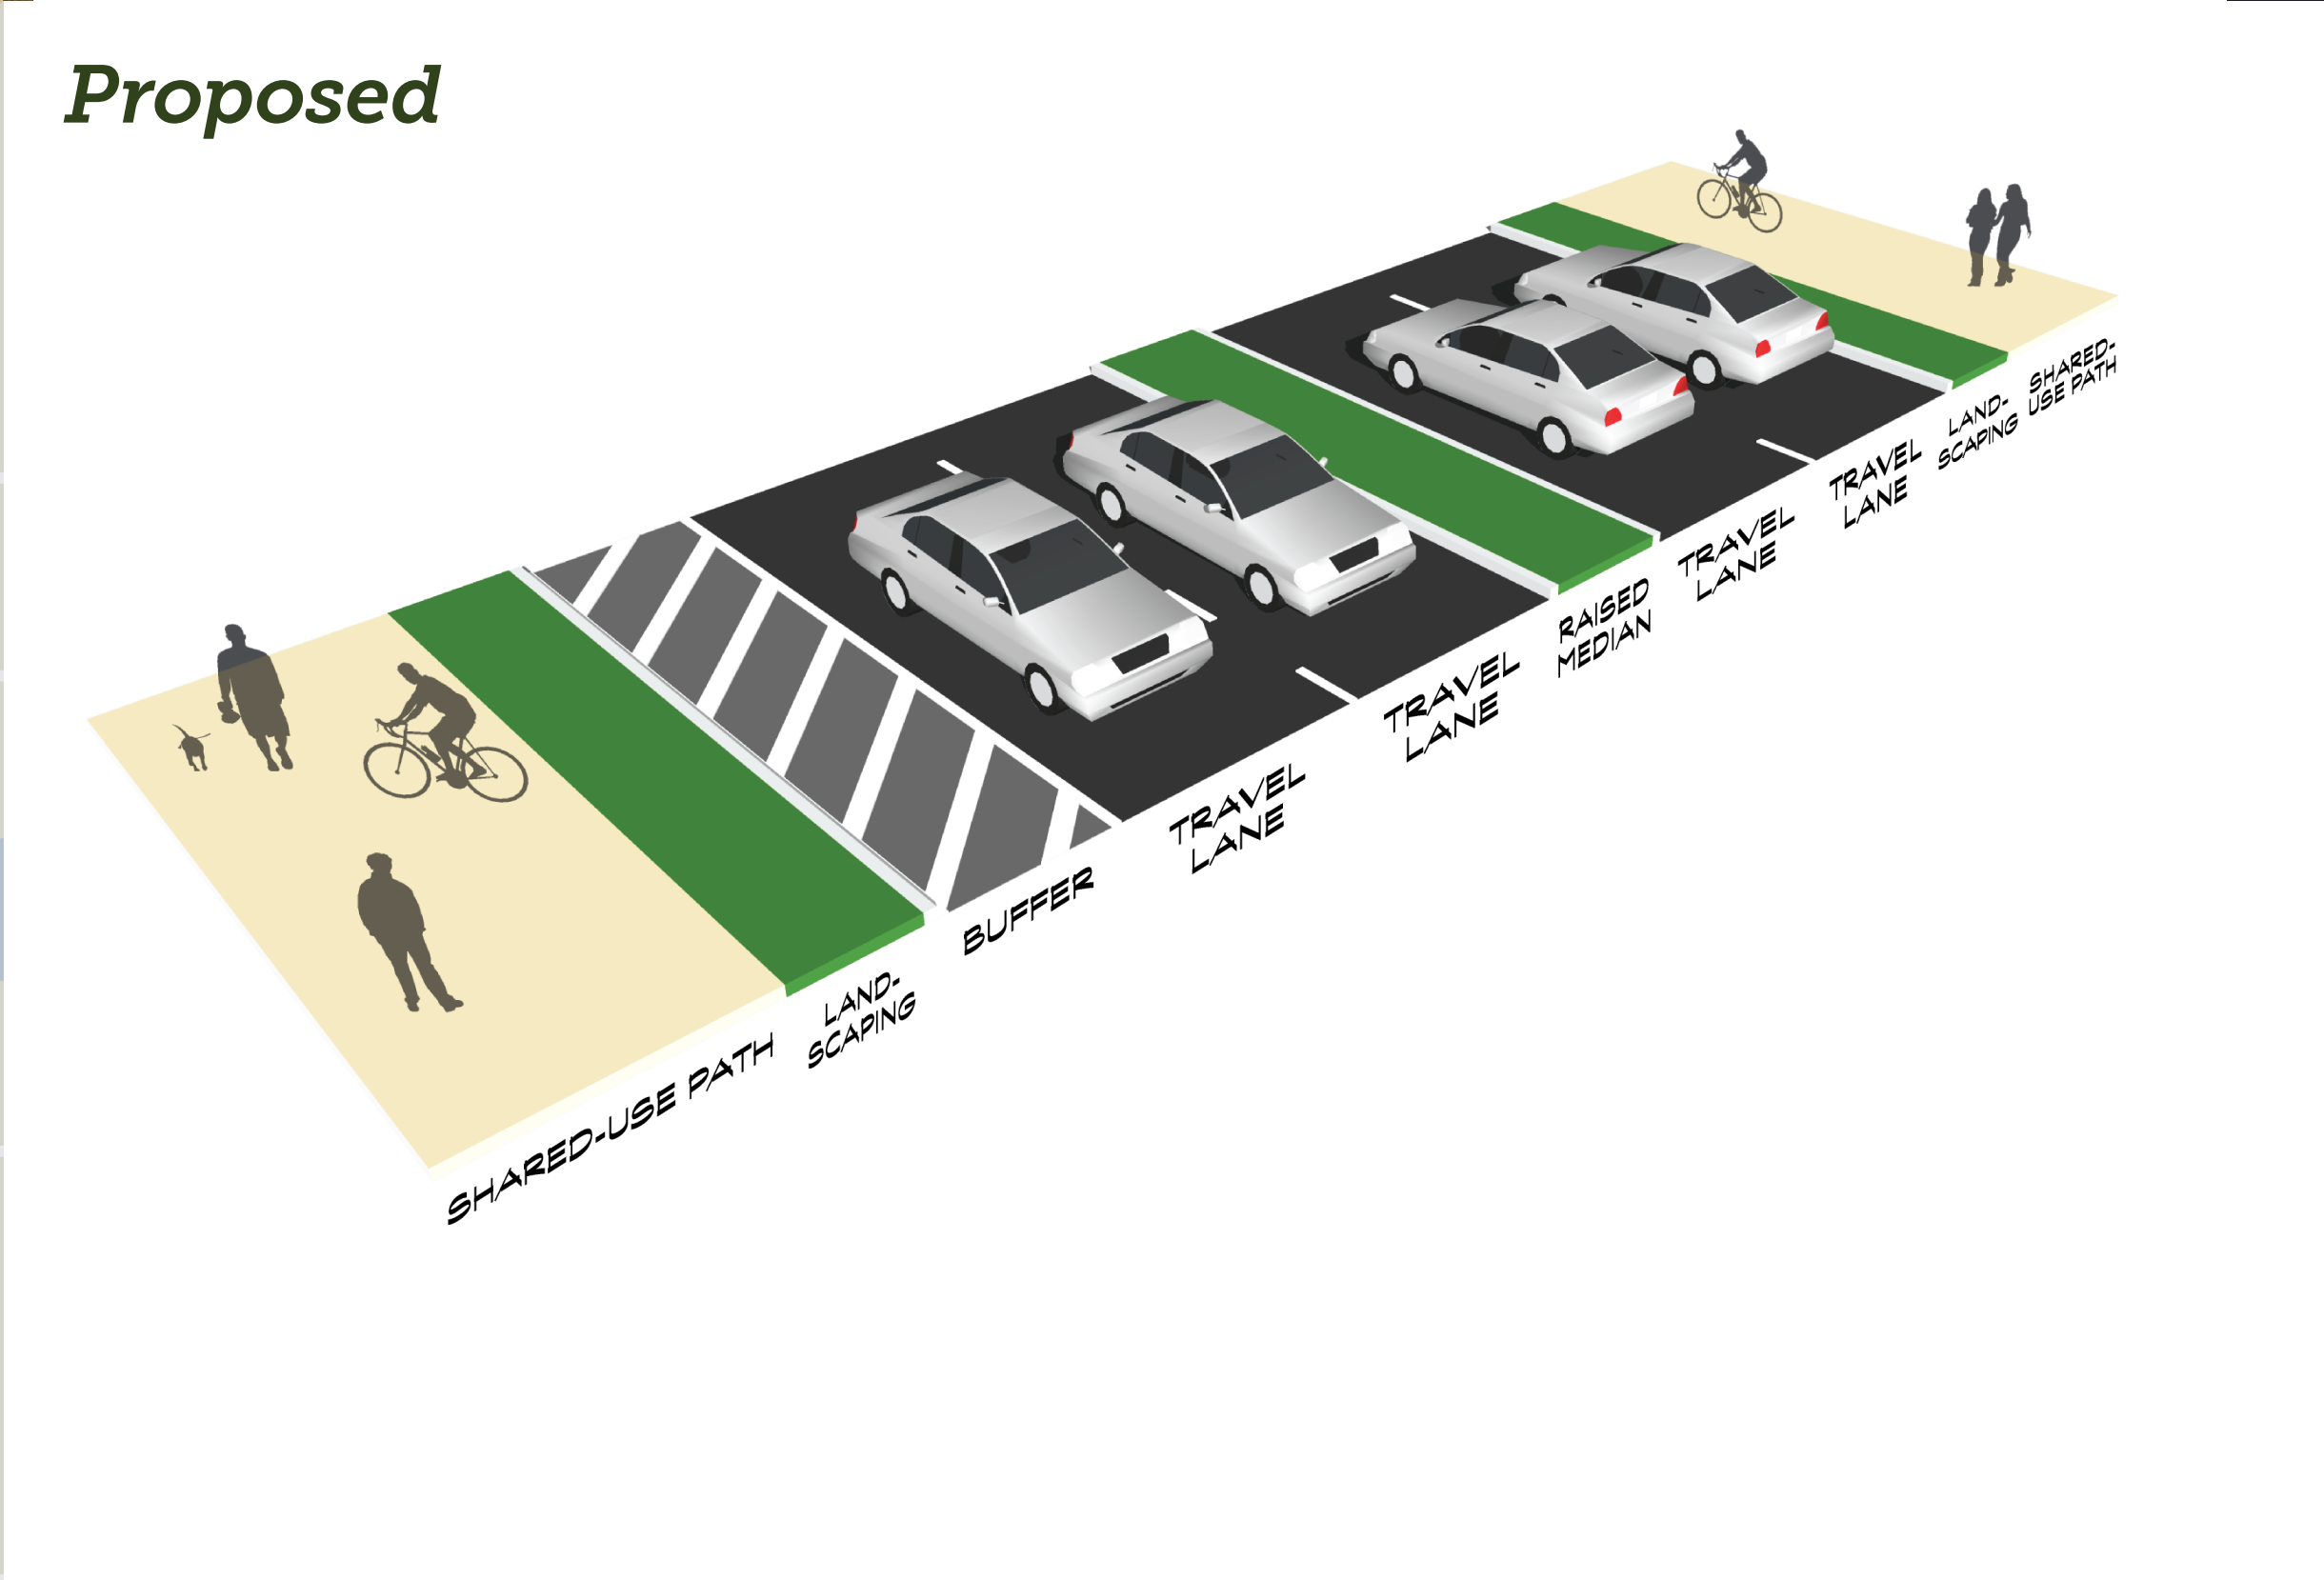 Proposed
SHARED-USE PATH
LAND-
SCAPING
BUFFER
TRAVEL
LANE
TRAVEL
LANE
RAISED
MEDIAN
TRAVEL
LANE
TRAVEL
LANE
LAND-
SCAPING
SHARED-
USE PATH